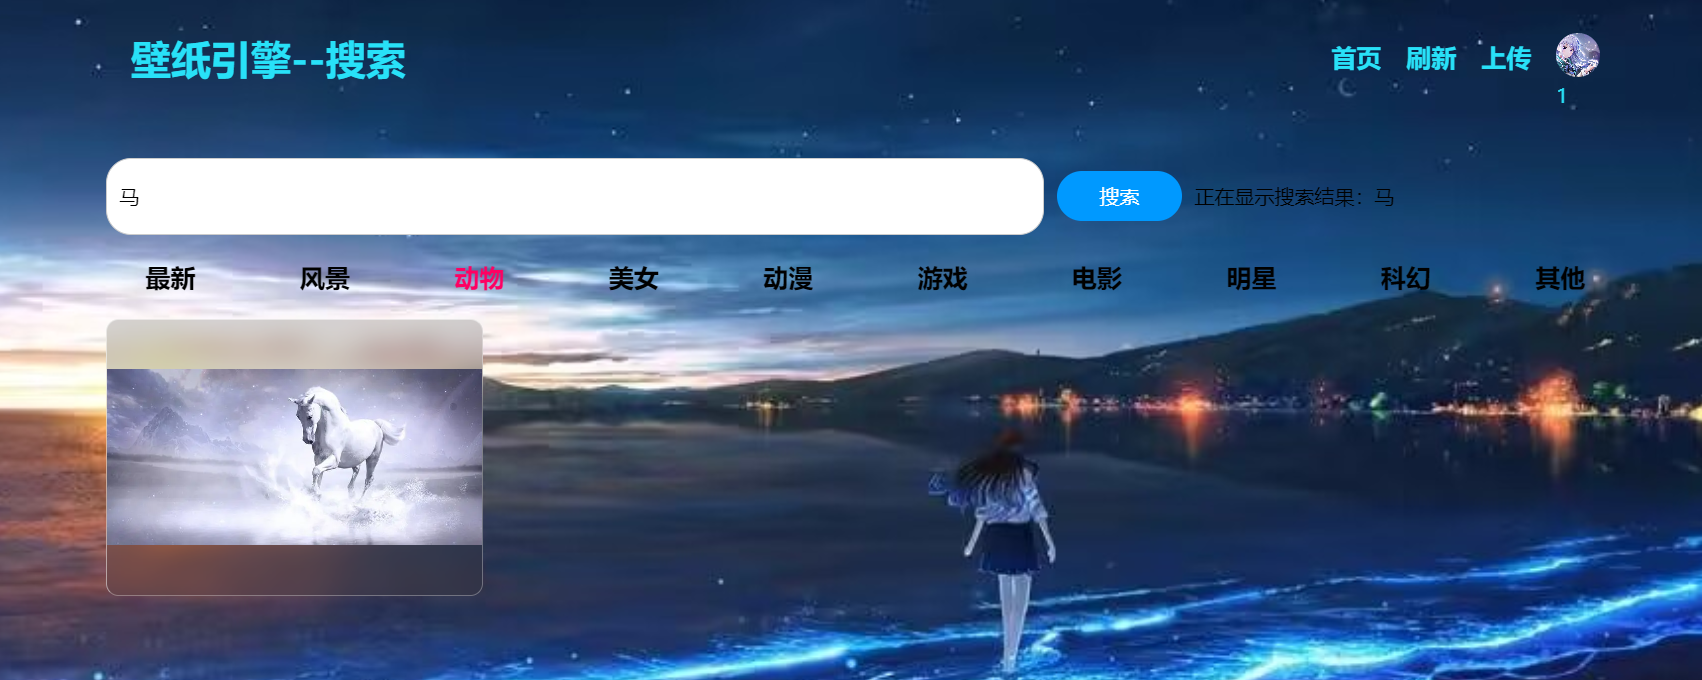 壁纸引擎--搜索
首页 刷新 上传
1
马 搜索 正在显示搜索结果：马
最新 风景 动物 美女 动漫 游戏 电影 明星 科幻 其他